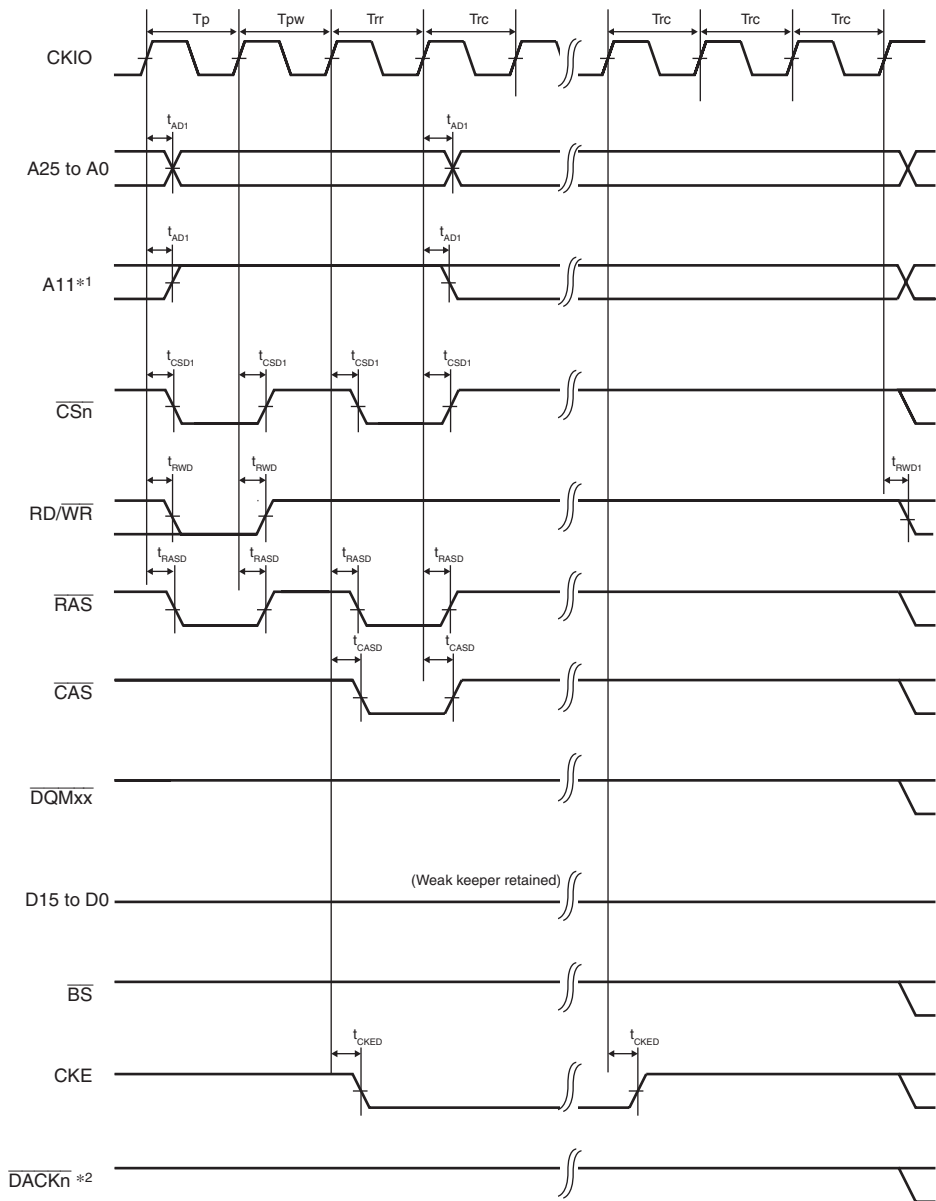 Tp Tpw Trr Trc Trc Trc Trc
CKIO
tAD1 tAD1
A25 to A0
tAD1 tAD1
A11*1
tCSD1 tCSD1 tCSD1 tCSD1
CSn
tRWD tRWD tRWD1
RD/WR
tRASD tRASD tRASD tRASD
RAS
tCASD tCASD
CAS
DQMxx
(Weak keeper retained)
D15 to D0
BS
tCKED tCKED
CKE
DACKn *2